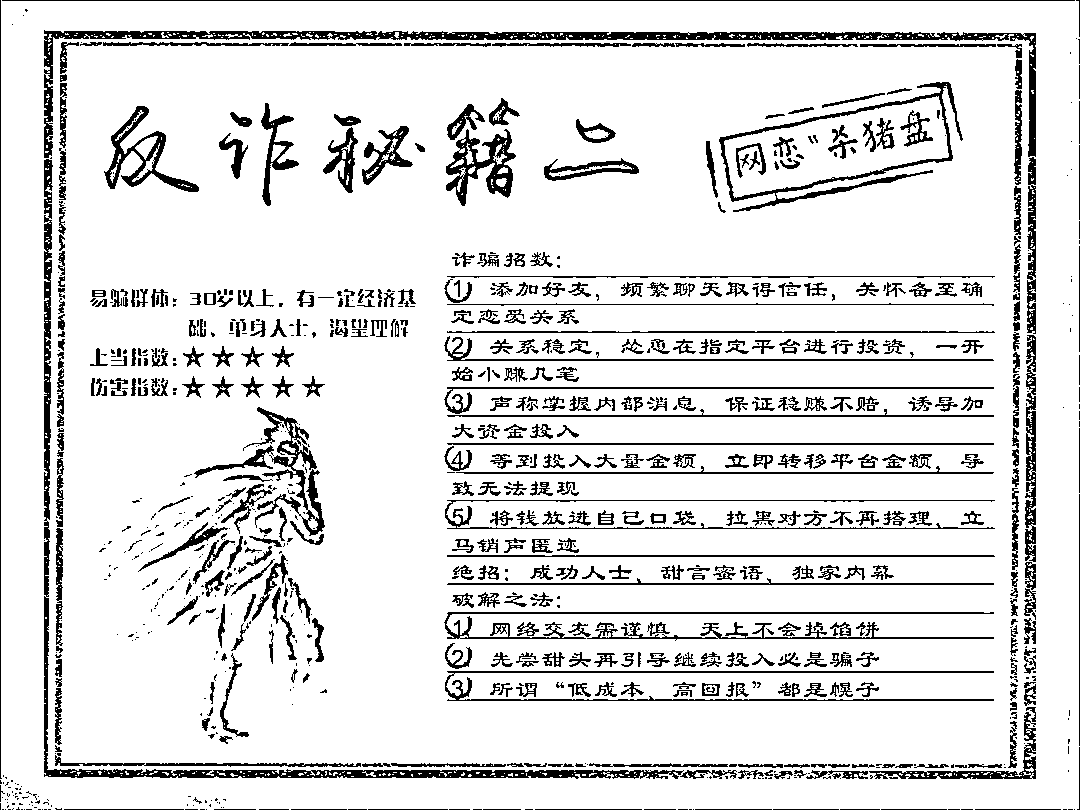 反诈秘籍二
网恋“杀猪盘”
易骗群体：30岁以上，有一定经济基
础、单身人士，渴望理解
上当指数：★★★★
伤害指数：★★★★★
诈骗招数：
① 添加好友，频繁聊天取得信任，关怀备至确
定恋爱关系
② 关系稳定，怂恿在指定平台进行投资，一开
始小赚几笔
③ 声称掌握内部消息，保证稳赚不赔，诱导加
大资金投入
④ 等到投入大量金额，立即转移平台金额，导
致无法提现
⑤ 将钱放进自己口袋，拉黑对方不再搭理、立
马销声匿迹
绝招：成功人士、甜言蜜语、独家内幕
破解之法：
① 网络交友需谨慎，天上不会掉馅饼
② 先尝甜头再引导继续投入必是骗子
③ 所谓“低成本、高回报”都是幌子